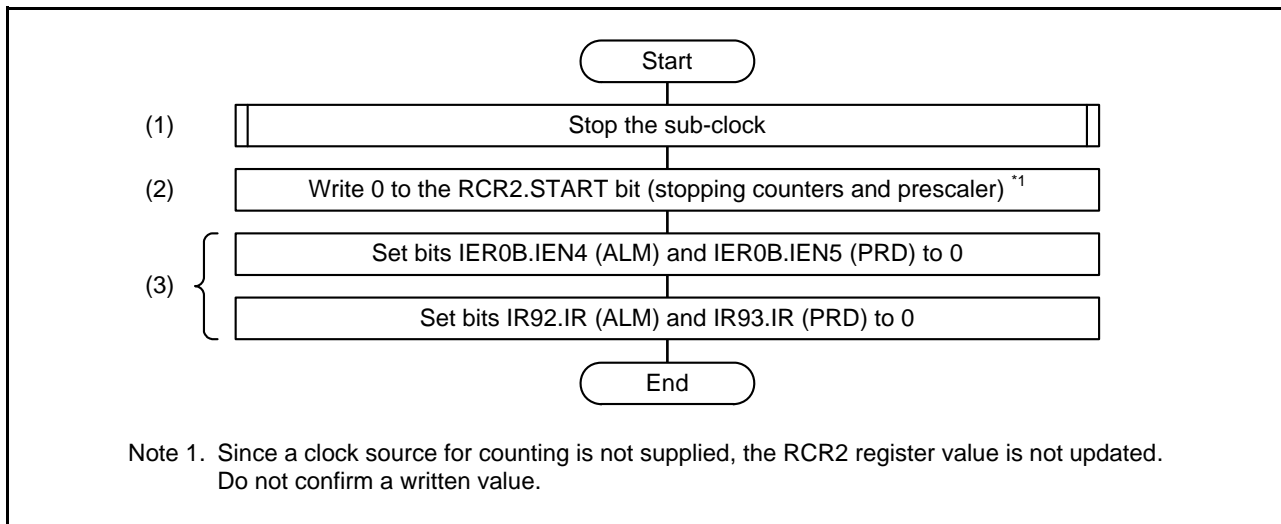 Start
(1) Stop the sub-clock
(2) Write 0 to the RCR2.START bit (stopping counters and prescaler) *1
(3)
Set bits IER0B.IEN4 (ALM) and IER0B.IEN5 (PRD) to 0
Set bits IR92.IR (ALM) and IR93.IR (PRD) to 0
End
Note 1. Since a clock source for counting is not supplied, the RCR2 register value is not updated.
Do not confirm a written value.